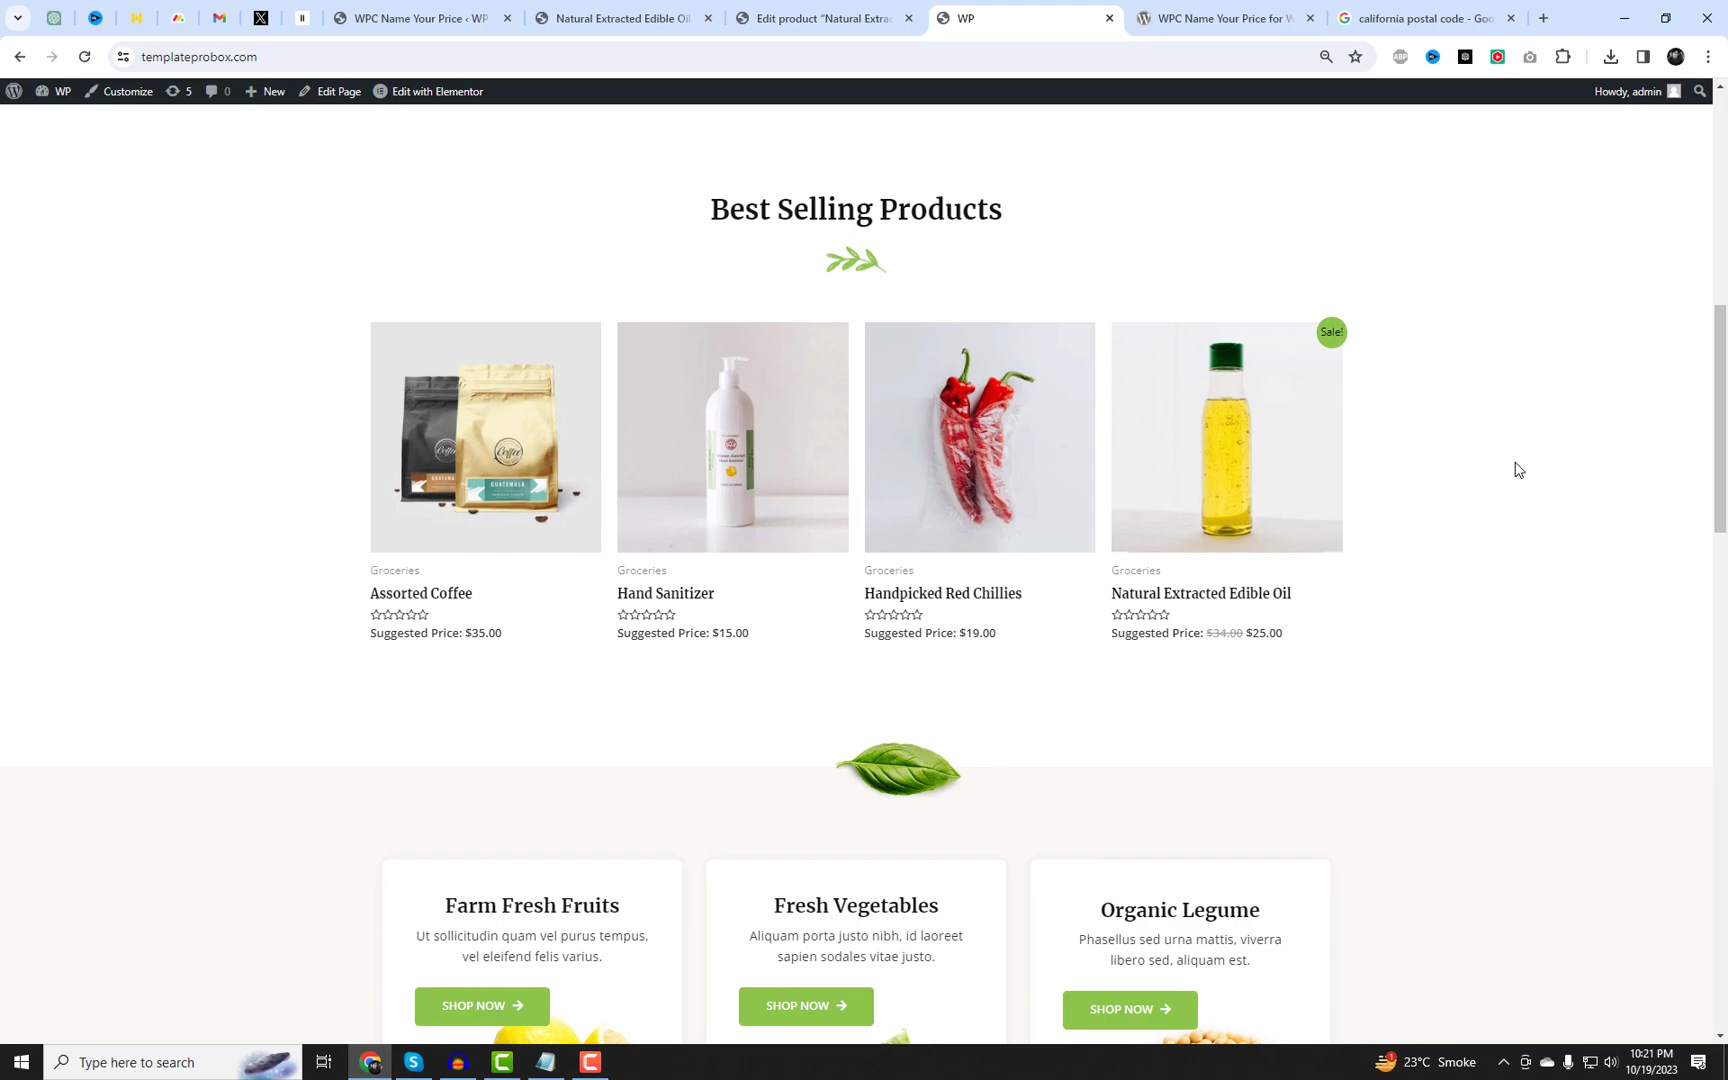 WPC Name Your Price ‹ WP
Natural Extracted Edible Oil
Edit product "Natural Extrac
WP
WPC Name Your Price for W
california postal code - Goo
templateprobox.com
WP
Customize
5
0
New
Edit Page
Edit with Elementor
Howdy, admin
Best Selling Products
Sale!
Coffee
Coffee
GUATEMALA
GUATEMALA
Groceries
Groceries
Groceries
Groceries
Assorted Coffee
Hand Sanitizer
Handpicked Red Chillies
Natural Extracted Edible Oil
Suggested Price: $35.00
Suggested Price: $15.00
Suggested Price: $19.00
Suggested Price: $34.00 $25.00
Farm Fresh Fruits
Fresh Vegetables
Organic Legume
Ut sollicitudin quam vel purus tempus,
vel eleifend felis varius.
Aliquam porta justo nibh, id laoreet
sapien sodales vitae justo.
Phasellus sed urna mattis, viverra
libero sed, aliquam est.
SHOP NOW
SHOP NOW
SHOP NOW
Type here to search
23°C Smoke
10:21 PM
10/19/2023